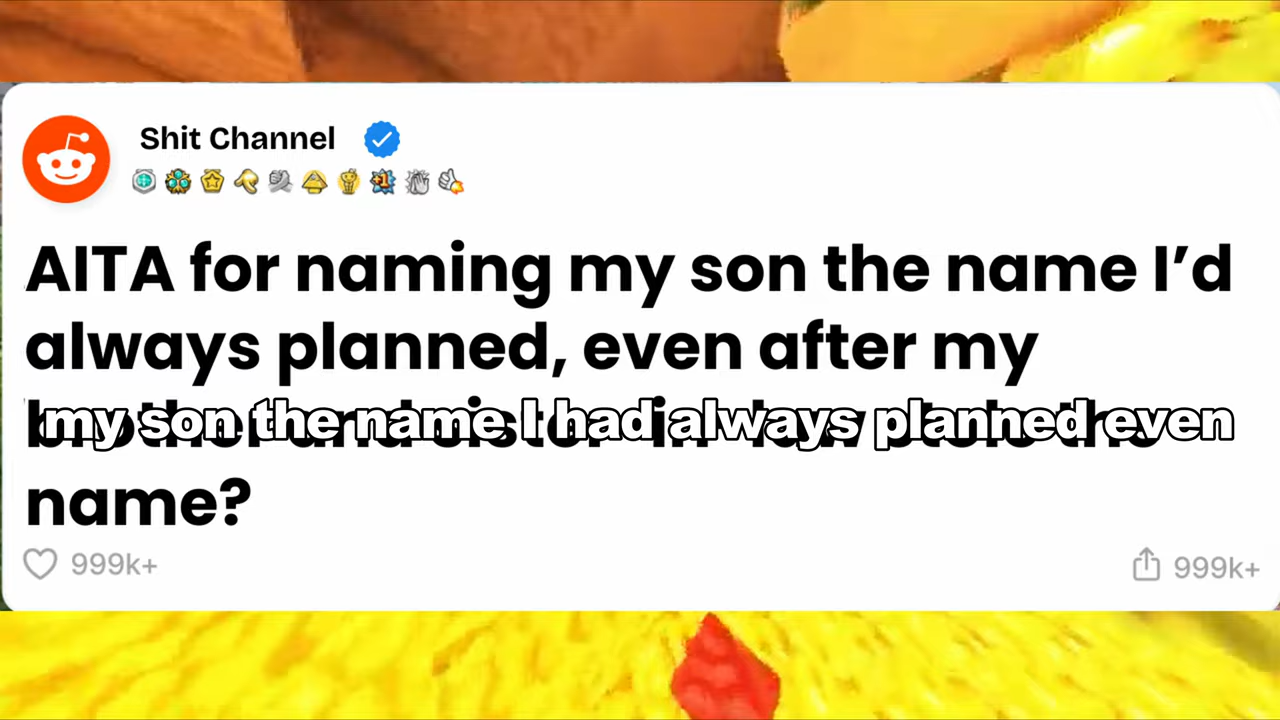 Shit Channel
AITA for naming my son the name I’d
always planned, even after my
my son the name I had always planned even
name?
999k+
999k+